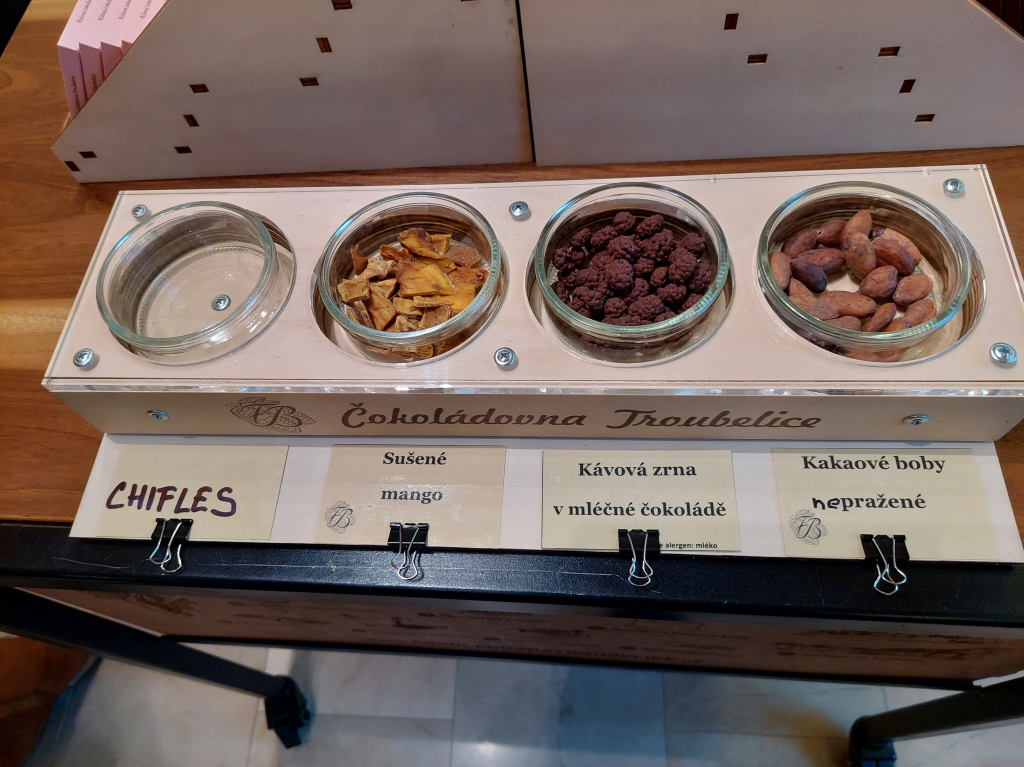 Čokoládovna Troubelice
CHIFLES
Sušené
mango
Kávová zrna
v mléčné čokoládě
alergen: mléko
Kakaové boby
nepražené